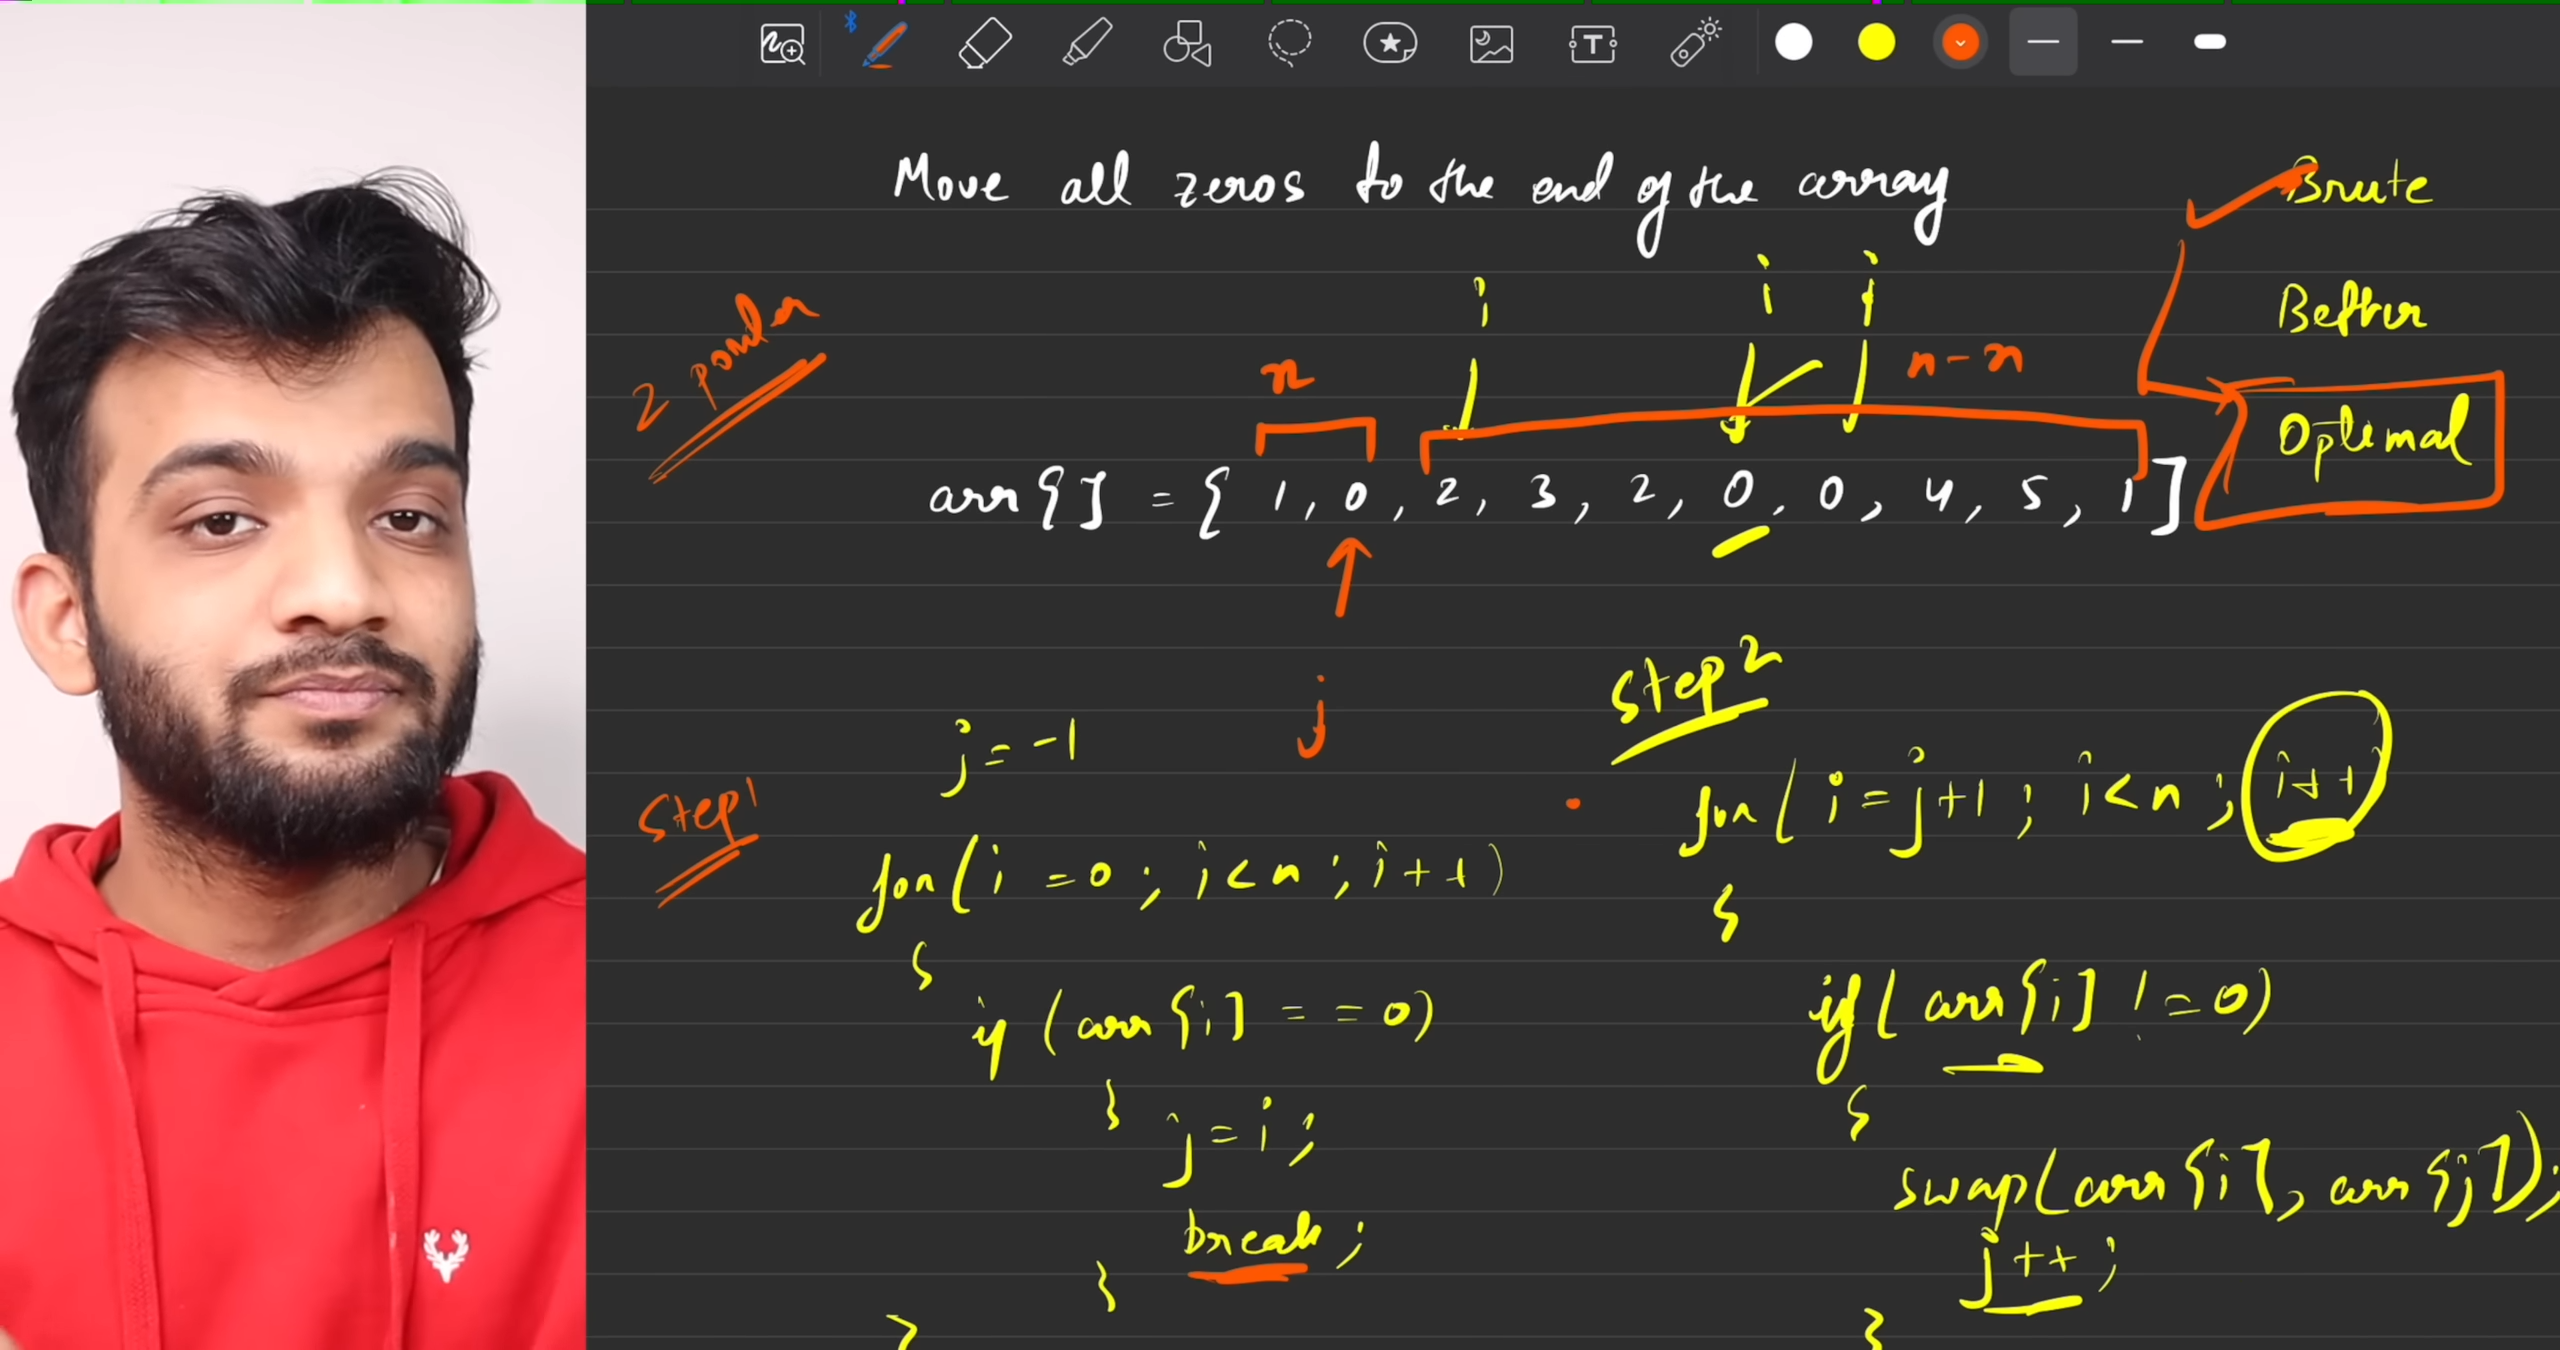 Move all zeros to the end of the array
Brute
Better
Optimal
2 pointer
i
i
i
x
n - x
arr[] = { 1, 0, 2, 3, 2, 0, 0, 4, 5, 1 ]
j
Step1
j = -1
for( i = 0 ; i < n ; i++ )
{
if ( arr[i] == 0)
{
j = i ;
break ;
}
}
Step 2
for( i = j+1 ; i < n ; i++ )
{
if( arr[i] != 0)
{
swap( arr[i], arr[j]);
j++ ;
}